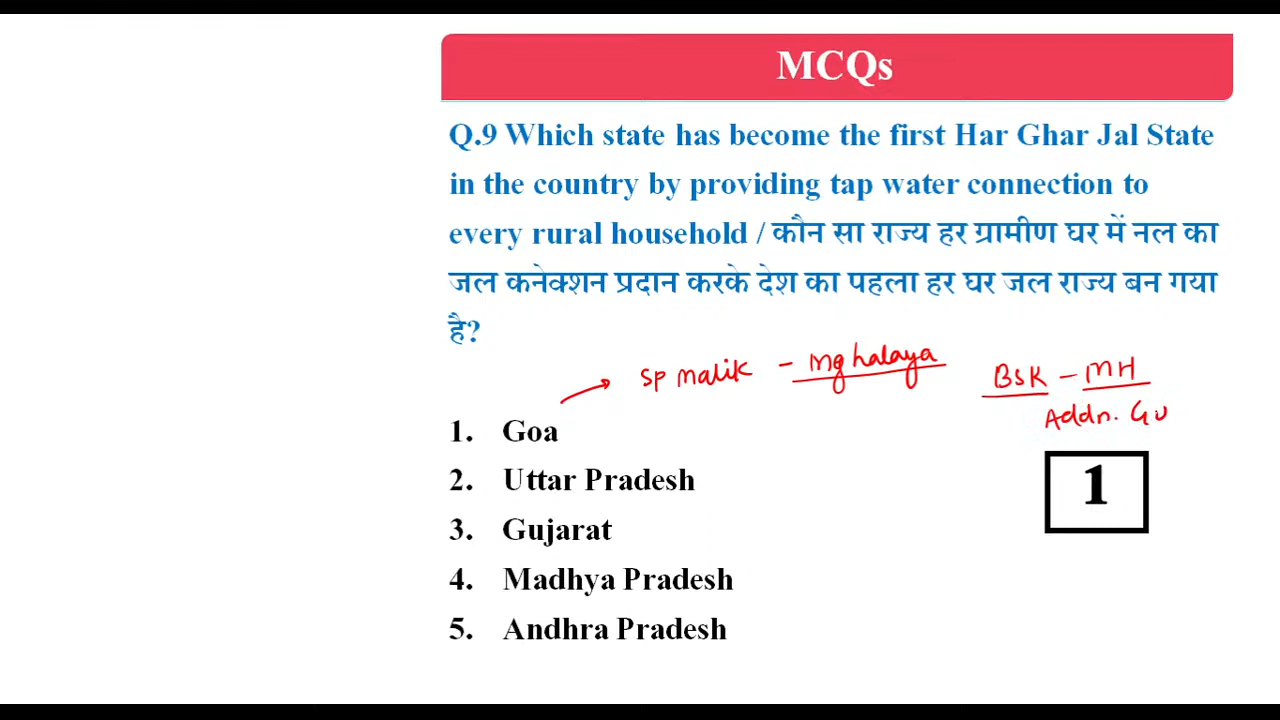 MCQs
Q.9 Which state has become the first Har Ghar Jal State
in the country by providing tap water connection to
every rural household / कौन सा राज्य हर ग्रामीण घर में नल का
जल कनेक्शन प्रदान करके देश का पहला हर घर जल राज्य बन गया
है?
SP Malik - Mghalaya
BSK - MH
Addn. Gu
1. Goa
2. Uttar Pradesh
3. Gujarat
4. Madhya Pradesh
5. Andhra Pradesh
1